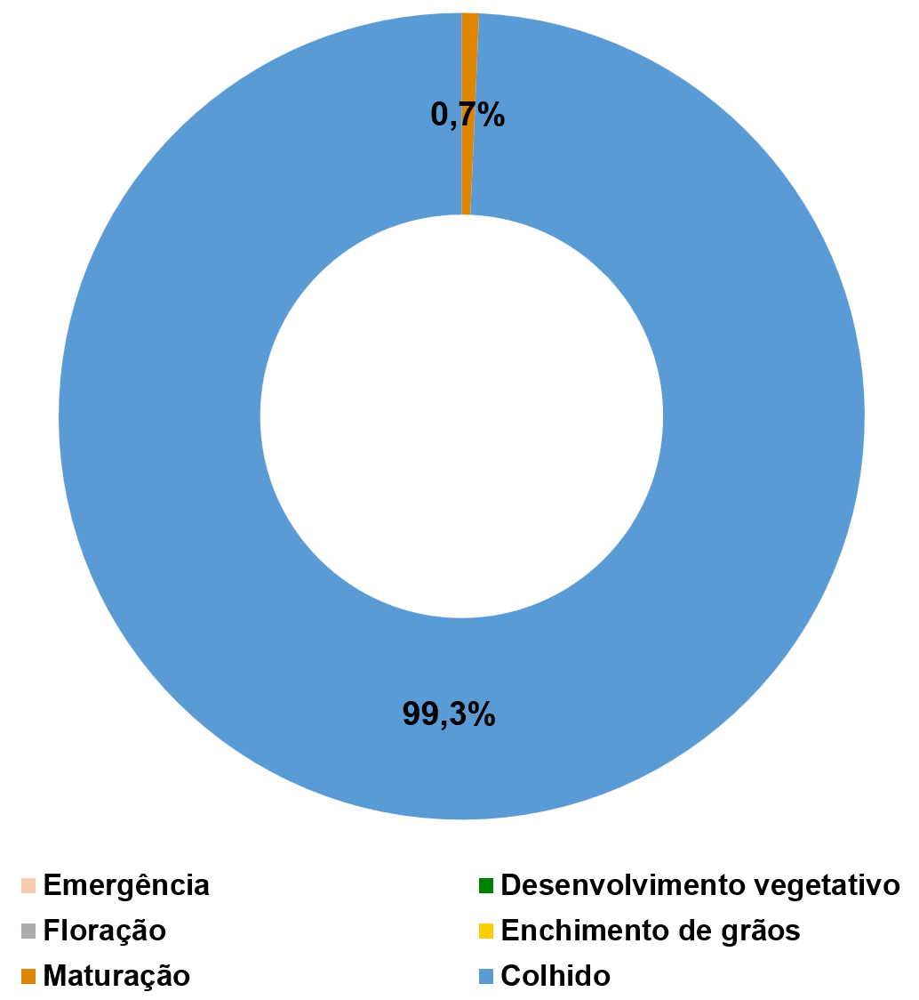 0,7%
99,3%
Emergência
Desenvolvimento vegetativo
Floração
Enchimento de grãos
Maturação
Colhido